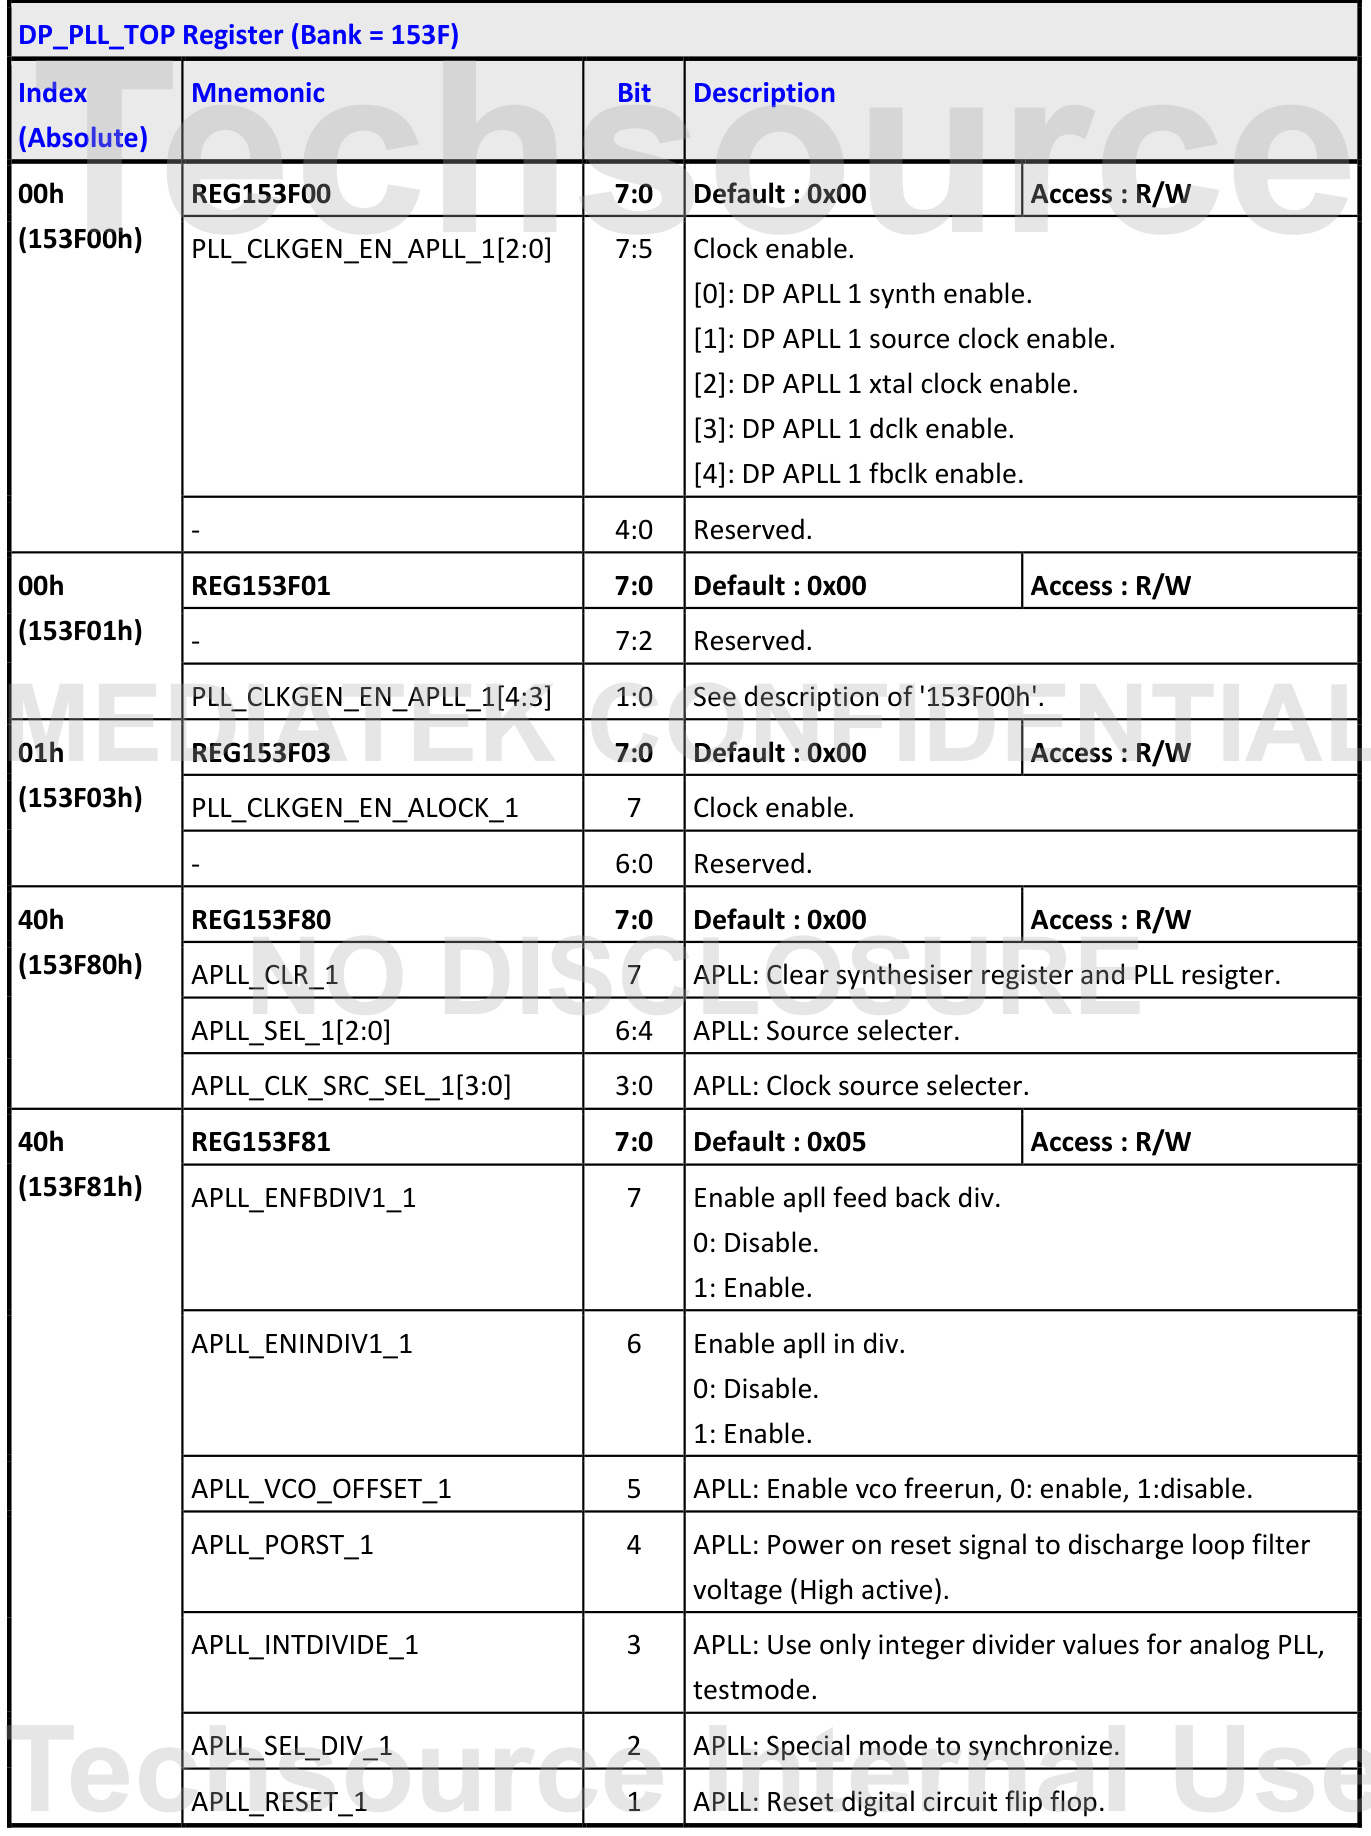 DP_PLL_TOP Register (Bank = 153F)
Index
(Absolute)
Mnemonic
Bit
Description
00h
(153F00h)
REG153F00
7:0
Default : 0x00
Access : R/W
PLL_CLKGEN_EN_APLL_1[2:0]
7:5
Clock enable.
[0]: DP APLL 1 synth enable.
[1]: DP APLL 1 source clock enable.
[2]: DP APLL 1 xtal clock enable.
[3]: DP APLL 1 dclk enable.
[4]: DP APLL 1 fbclk enable.
-
4:0
Reserved.
00h
(153F01h)
REG153F01
7:0
Default : 0x00
Access : R/W
-
7:2
Reserved.
PLL_CLKGEN_EN_APLL_1[4:3]
1:0
See description of '153F00h'.
01h
(153F03h)
REG153F03
7:0
Default : 0x00
Access : R/W
PLL_CLKGEN_EN_ALOCK_1
7
Clock enable.
-
6:0
Reserved.
40h
(153F80h)
REG153F80
7:0
Default : 0x00
Access : R/W
APLL_CLR_1
7
APLL: Clear synthesiser register and PLL resigter.
APLL_SEL_1[2:0]
6:4
APLL: Source selecter.
APLL_CLK_SRC_SEL_1[3:0]
3:0
APLL: Clock source selecter.
40h
(153F81h)
REG153F81
7:0
Default : 0x05
Access : R/W
APLL_ENFBDIV1_1
7
Enable apll feed back div.
0: Disable.
1: Enable.
APLL_ENINDIV1_1
6
Enable apll in div.
0: Disable.
1: Enable.
APLL_VCO_OFFSET_1
5
APLL: Enable vco freerun, 0: enable, 1:disable.
APLL_PORST_1
4
APLL: Power on reset signal to discharge loop filter
voltage (High active).
APLL_INTDIVIDE_1
3
APLL: Use only integer divider values for analog PLL,
testmode.
APLL_SEL_DIV_1
2
APLL: Special mode to synchronize.
APLL_RESET_1
1
APLL: Reset digital circuit flip flop.
Techsource
MEDIATEK CONFIDENTIAL
NO DISCLOSURE
Techsource Internal Use